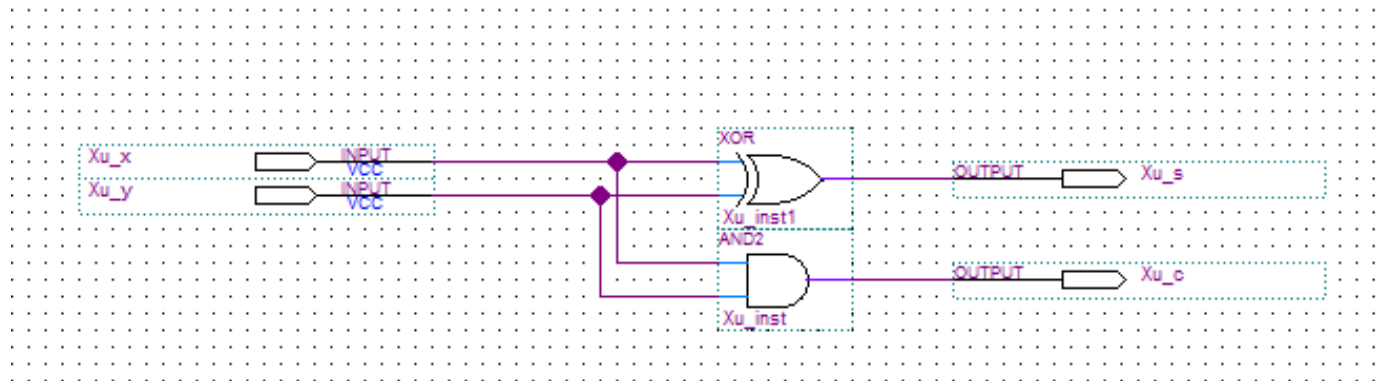 XOR
Xu_x INPUT
VCC
Xu_y INPUT
VCC
OUTPUT Xu_s
Xu_inst1
AND2
OUTPUT Xu_c
Xu_inst